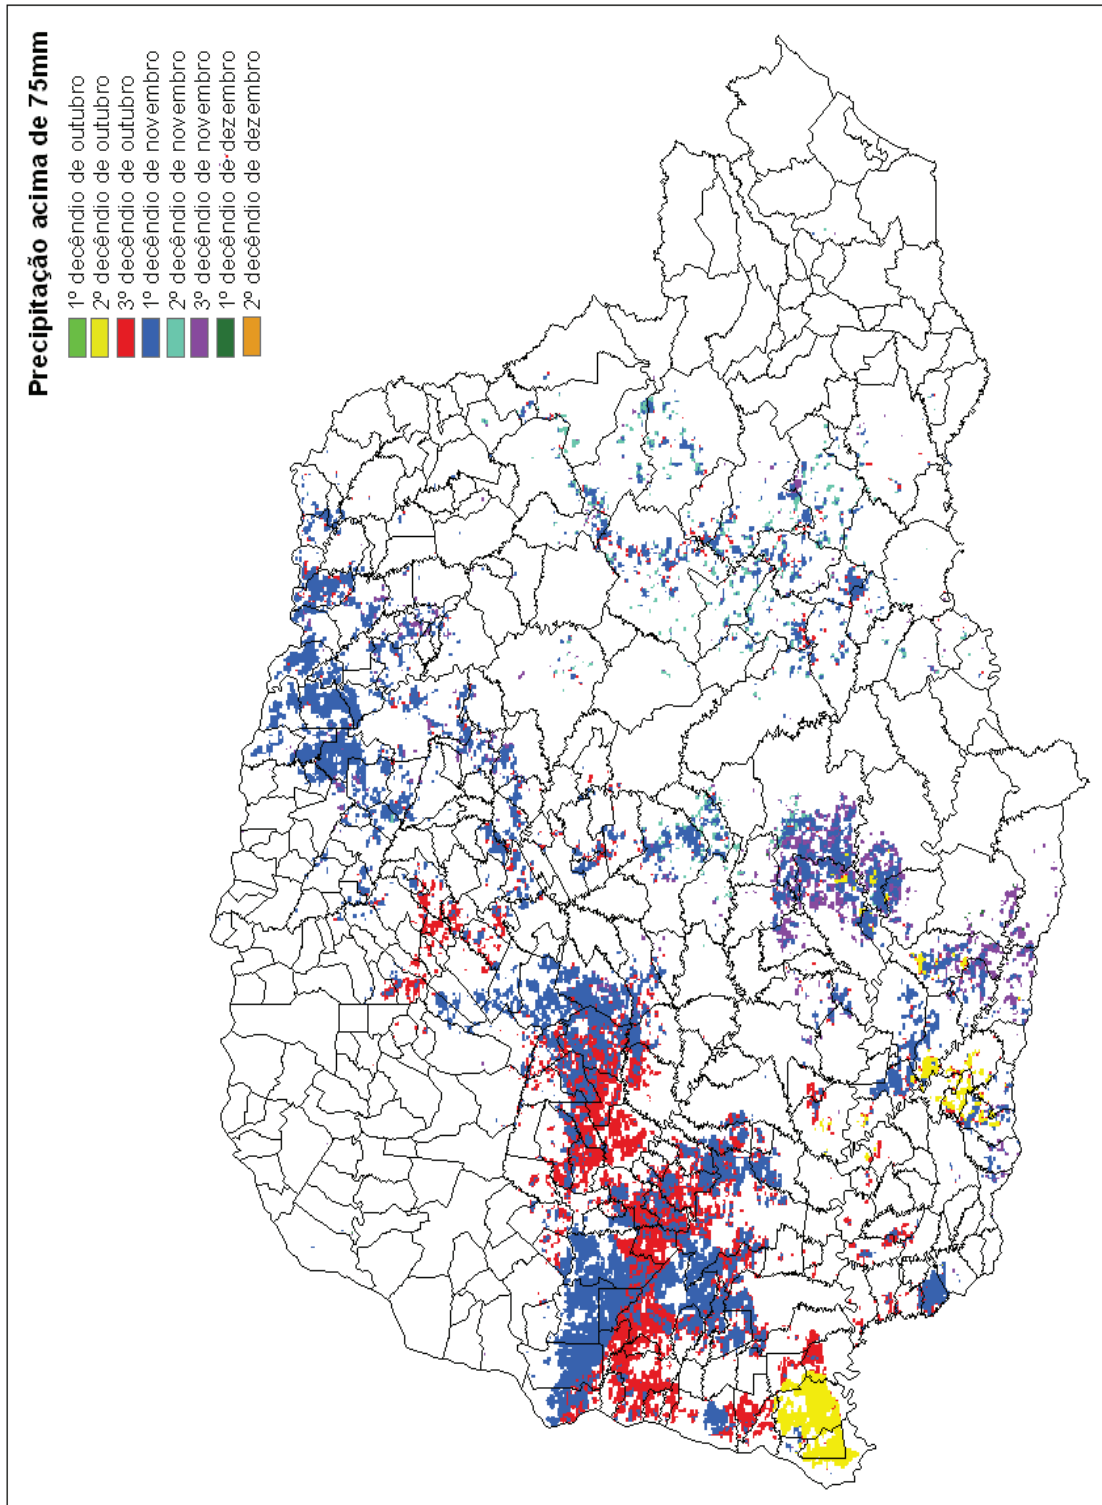 Precipitação acima de 75mm
1º decêndio de outubro
2º decêndio de outubro
3º decêndio de outubro
1º decêndio de novembro
2º decêndio de novembro
3º decêndio de novembro
1º decêndio de dezembro
2º decêndio de dezembro